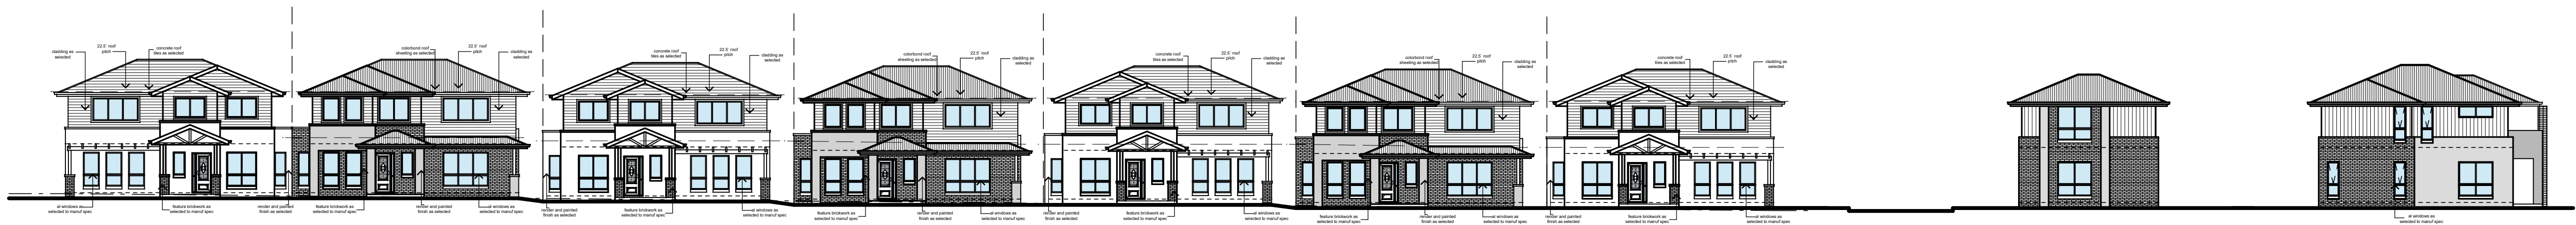 cladding as
selected
22.5° roof
pitch
concrete roof
tiles as selected
colorbond roof
sheeting as selected
22.5° roof
pitch
cladding as
selected
concrete roof
tiles as selected
22.5° roof
pitch
cladding as
selected
colorbond roof
sheeting as selected
22.5° roof
pitch
cladding as
selected
concrete roof
tiles as selected
22.5° roof
pitch
cladding as
selected
colorbond roof
sheeting as selected
22.5° roof
pitch
cladding as
selected
concrete roof
tiles as selected
22.5° roof
pitch
cladding as
selected
al windows as
selected to manuf spec
feature brickwork as
selected to manuf spec
render and painted
finish as selected
feature brickwork as
selected to manuf spec
render and painted
finish as selected
al windows as
selected to manuf spec
render and painted
finish as selected
feature brickwork as
selected to manuf spec
al windows as
selected to manuf spec
feature brickwork as
selected to manuf spec
render and painted
finish as selected
al windows as
selected to manuf spec
render and painted
finish as selected
feature brickwork as
selected to manuf spec
al windows as
selected to manuf spec
feature brickwork as
selected to manuf spec
render and painted
finish as selected
al windows as
selected to manuf spec
render and painted
finish as selected
feature brickwork as
selected to manuf spec
al windows as
selected to manuf spec
al windows as
selected to manuf spec